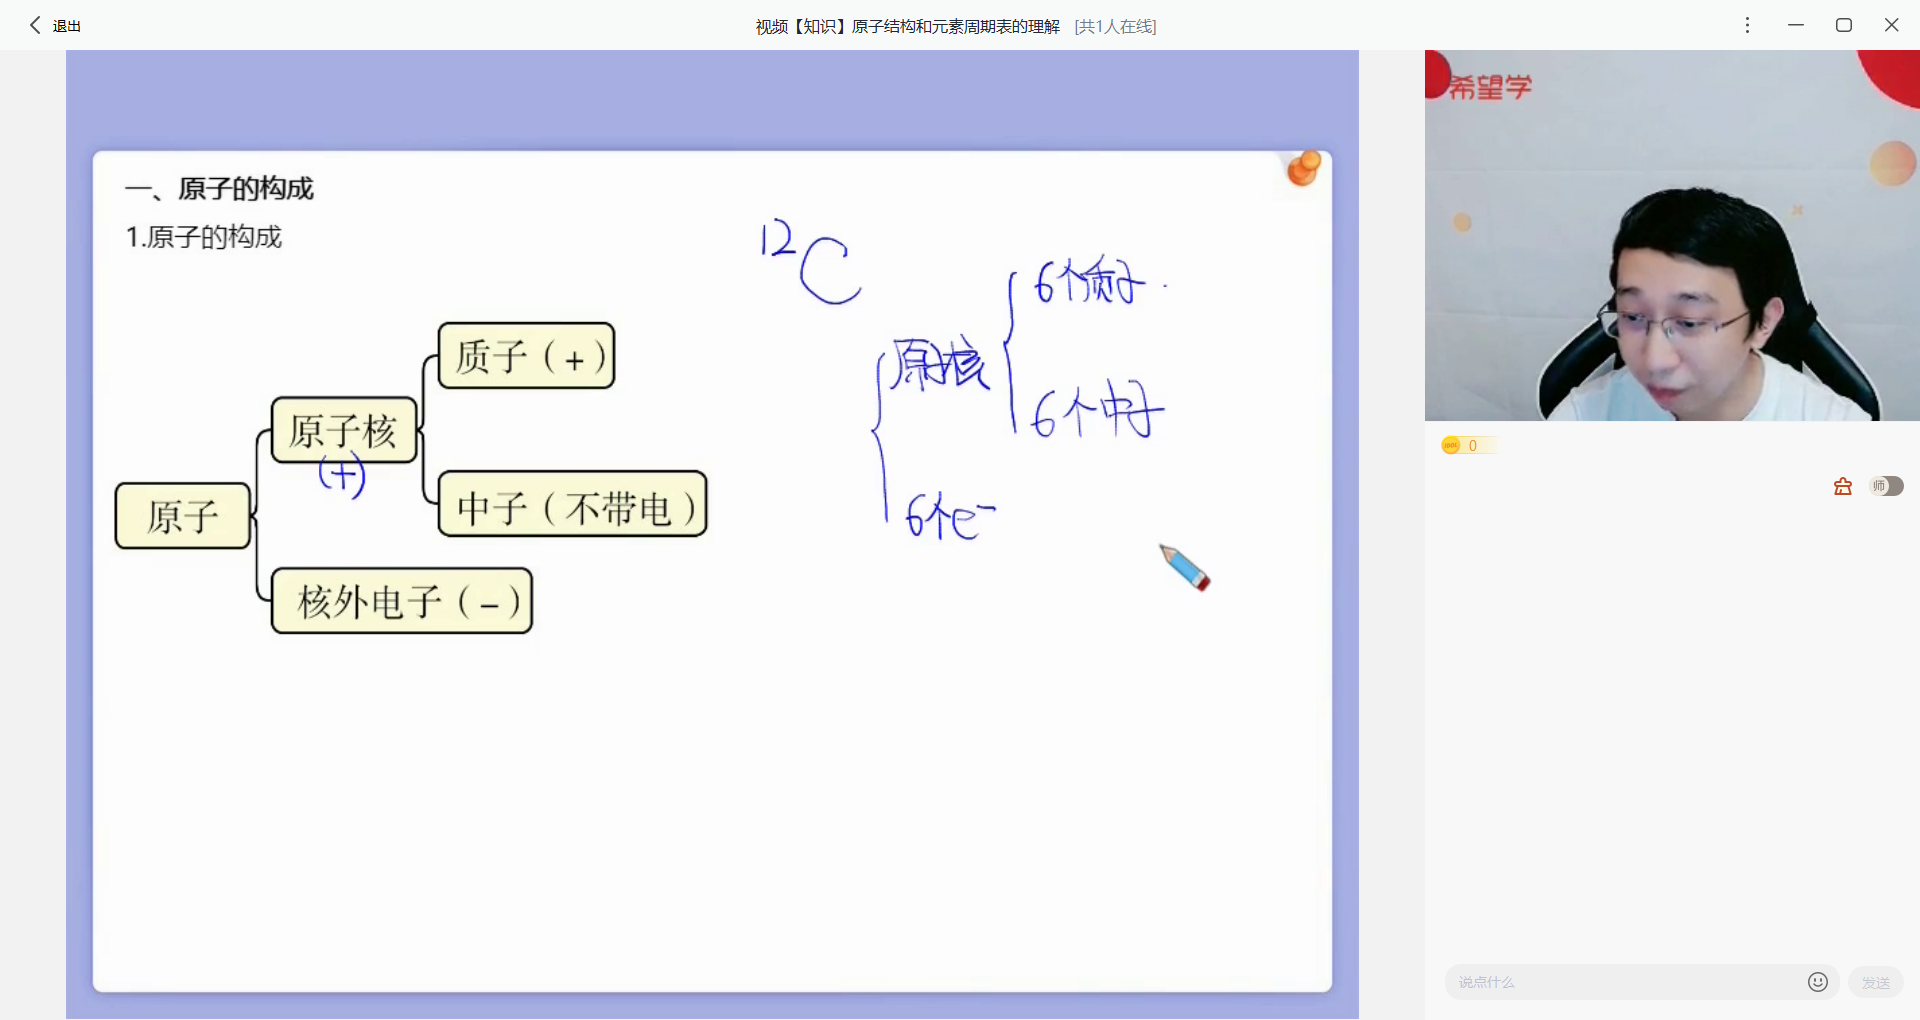 退出
视频【知识】原子结构和元素周期表的理解 [共1人在线]
希望学
一、原子的构成
1.原子的构成
原子
原子核
(+)
质子（+）
中子（不带电）
核外电子（-）
12C
原子核
6个质子
6个中子
6个e⁻
0
师
说点什么
发送